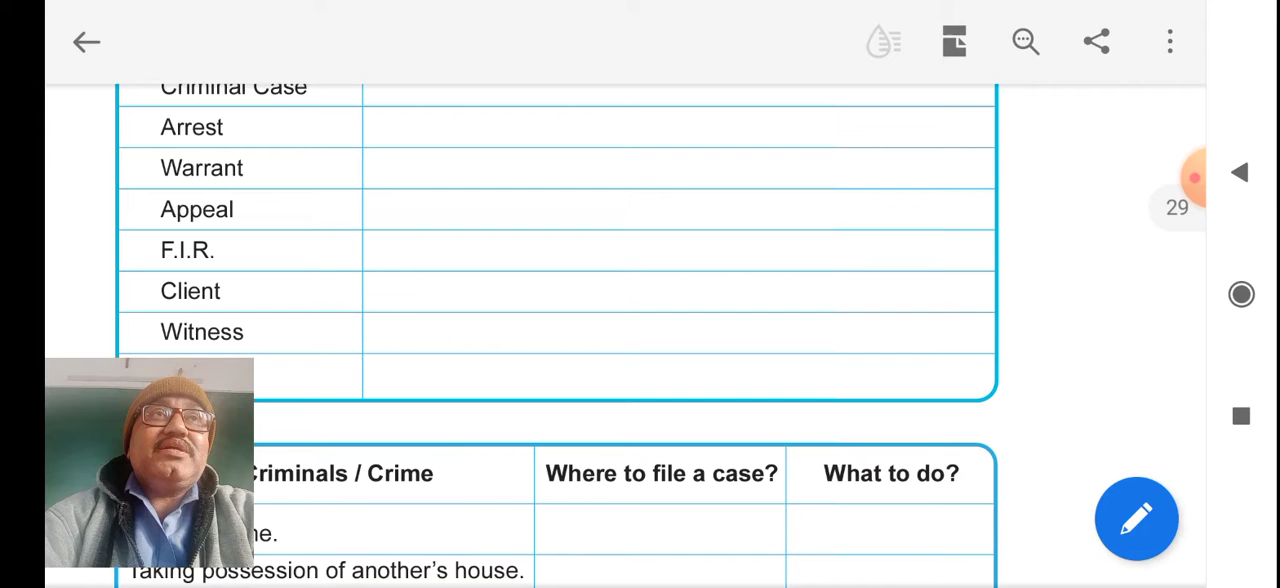 29
Criminal Case
Arrest
Warrant
Appeal
F.I.R.
Client
Witness
Criminals / Crime Where to file a case? What to do?
Taking possession of another's house.